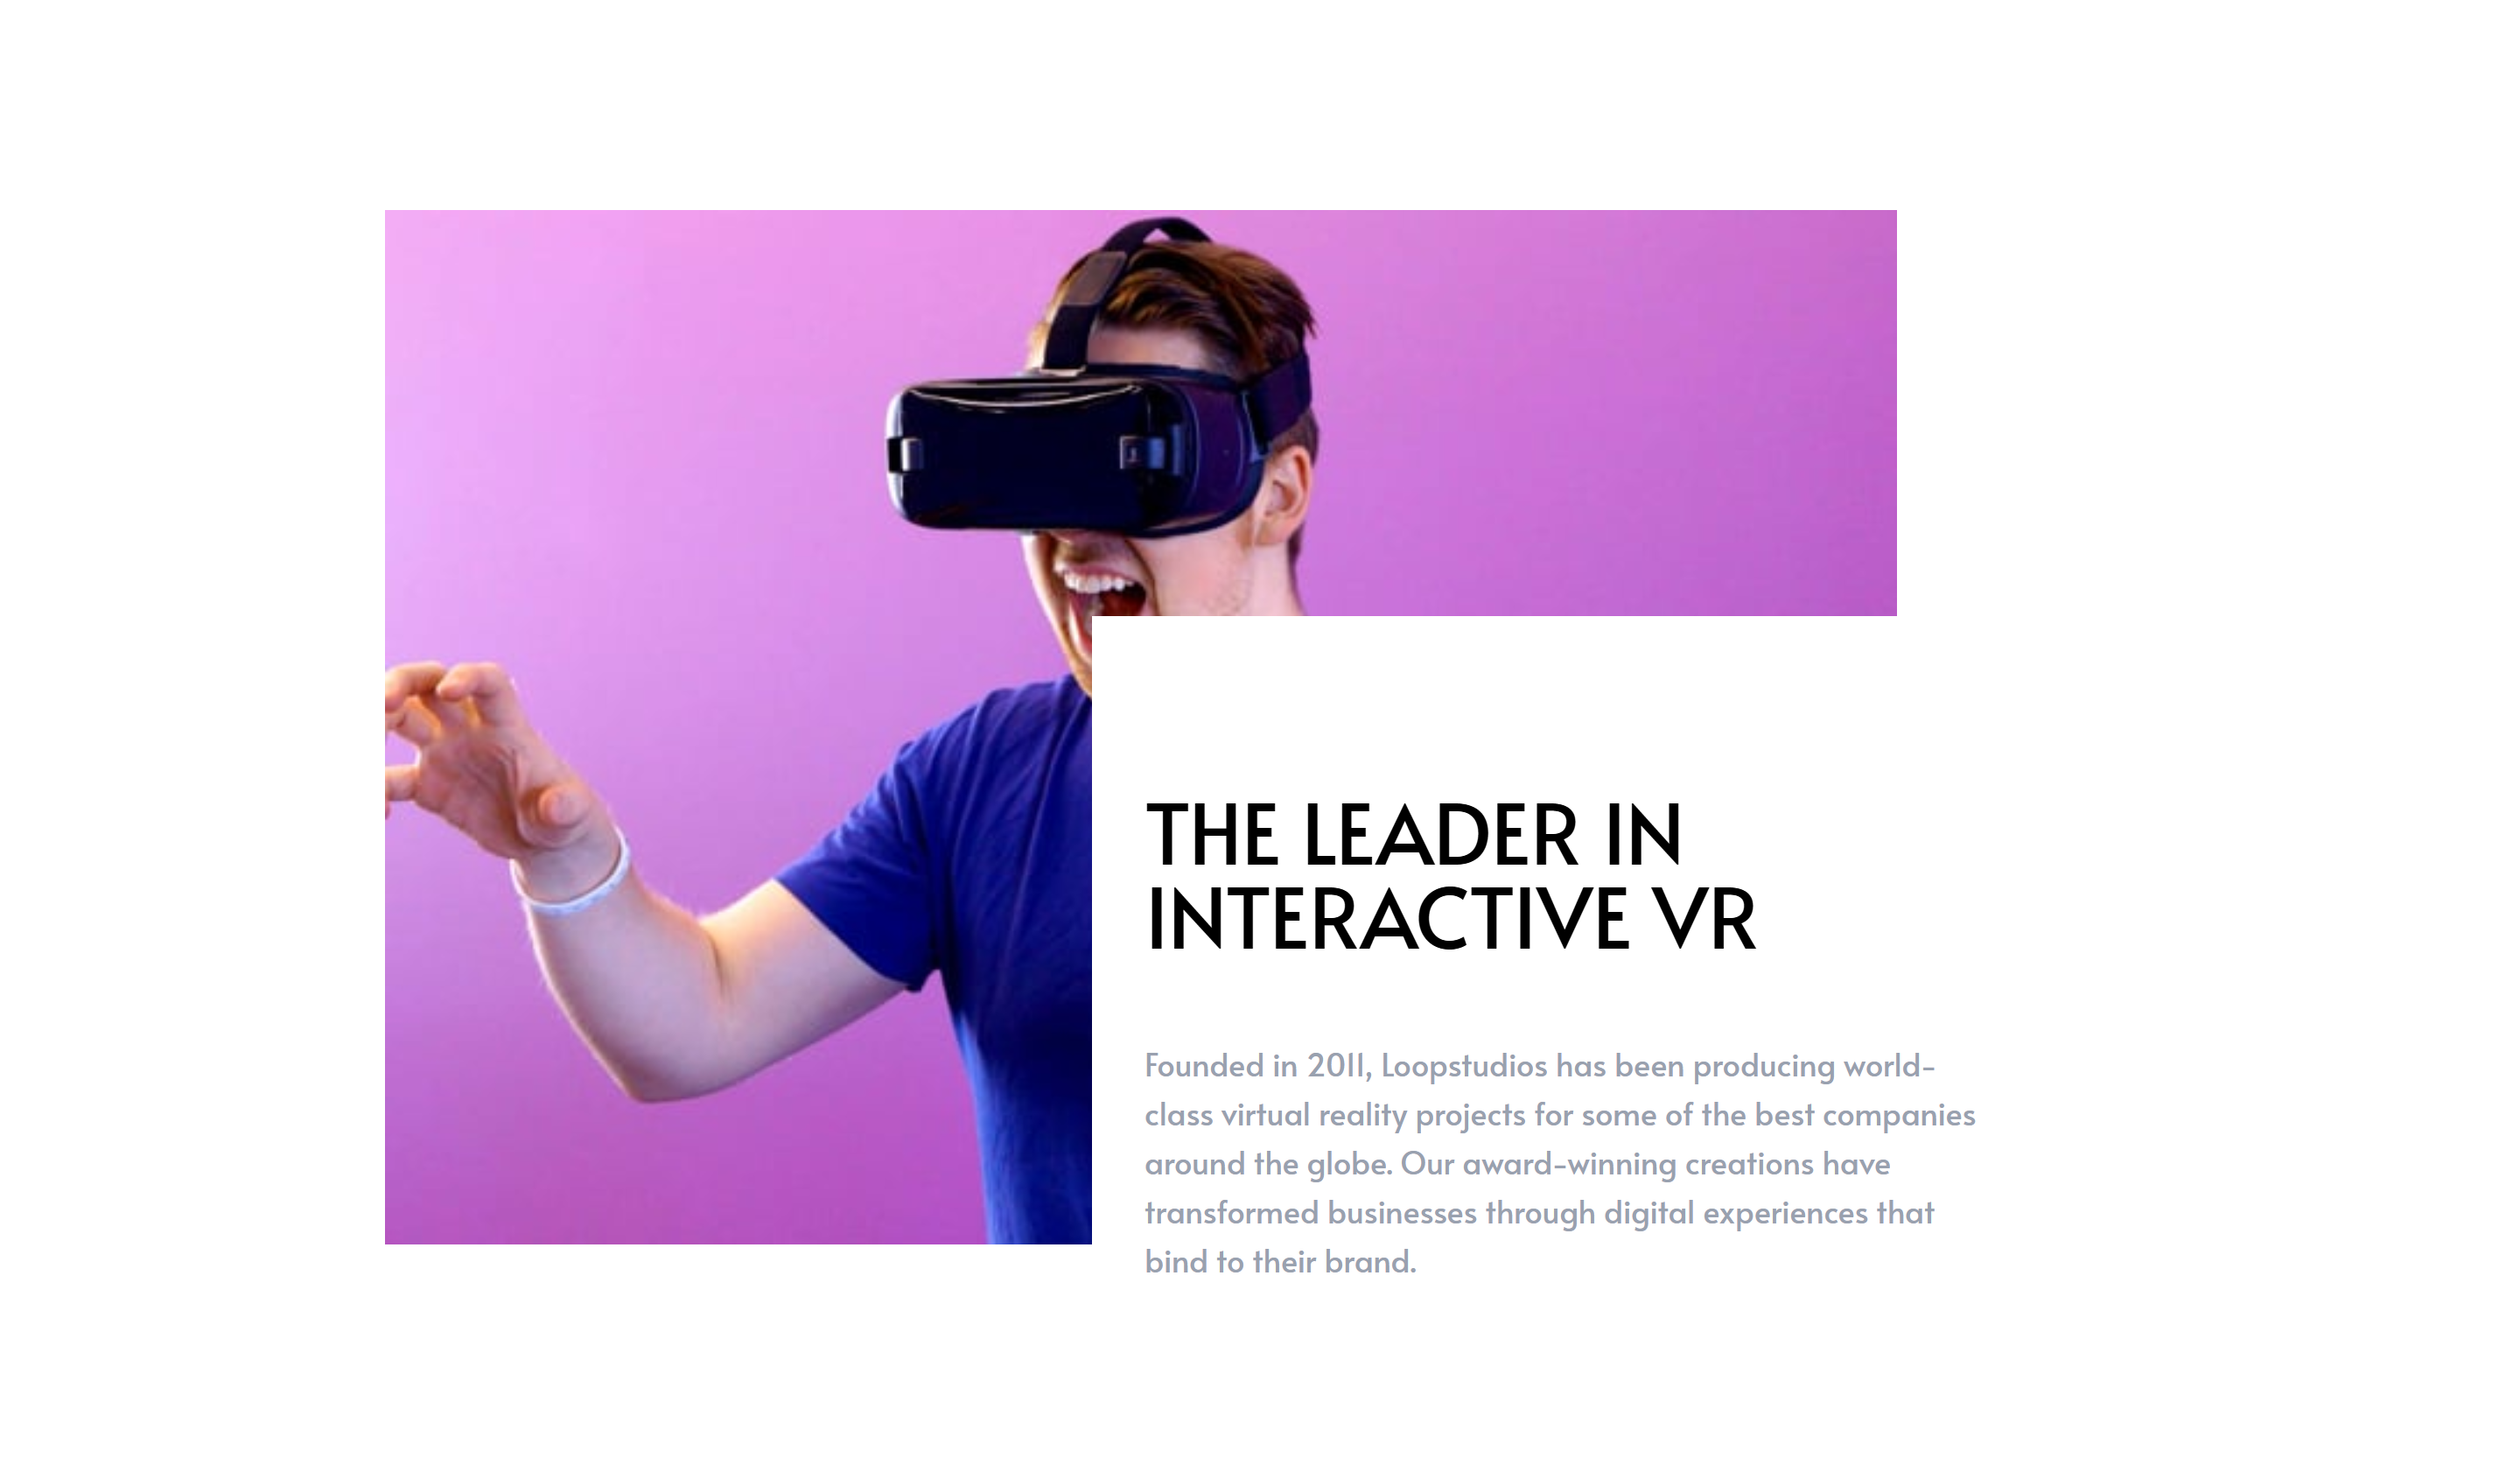 THE LEADER IN
INTERACTIVE VR
Founded in 2011, Loopstudios has been producing world-
class virtual reality projects for some of the best companies
around the globe. Our award-winning creations have
transformed businesses through digital experiences that
bind to their brand.